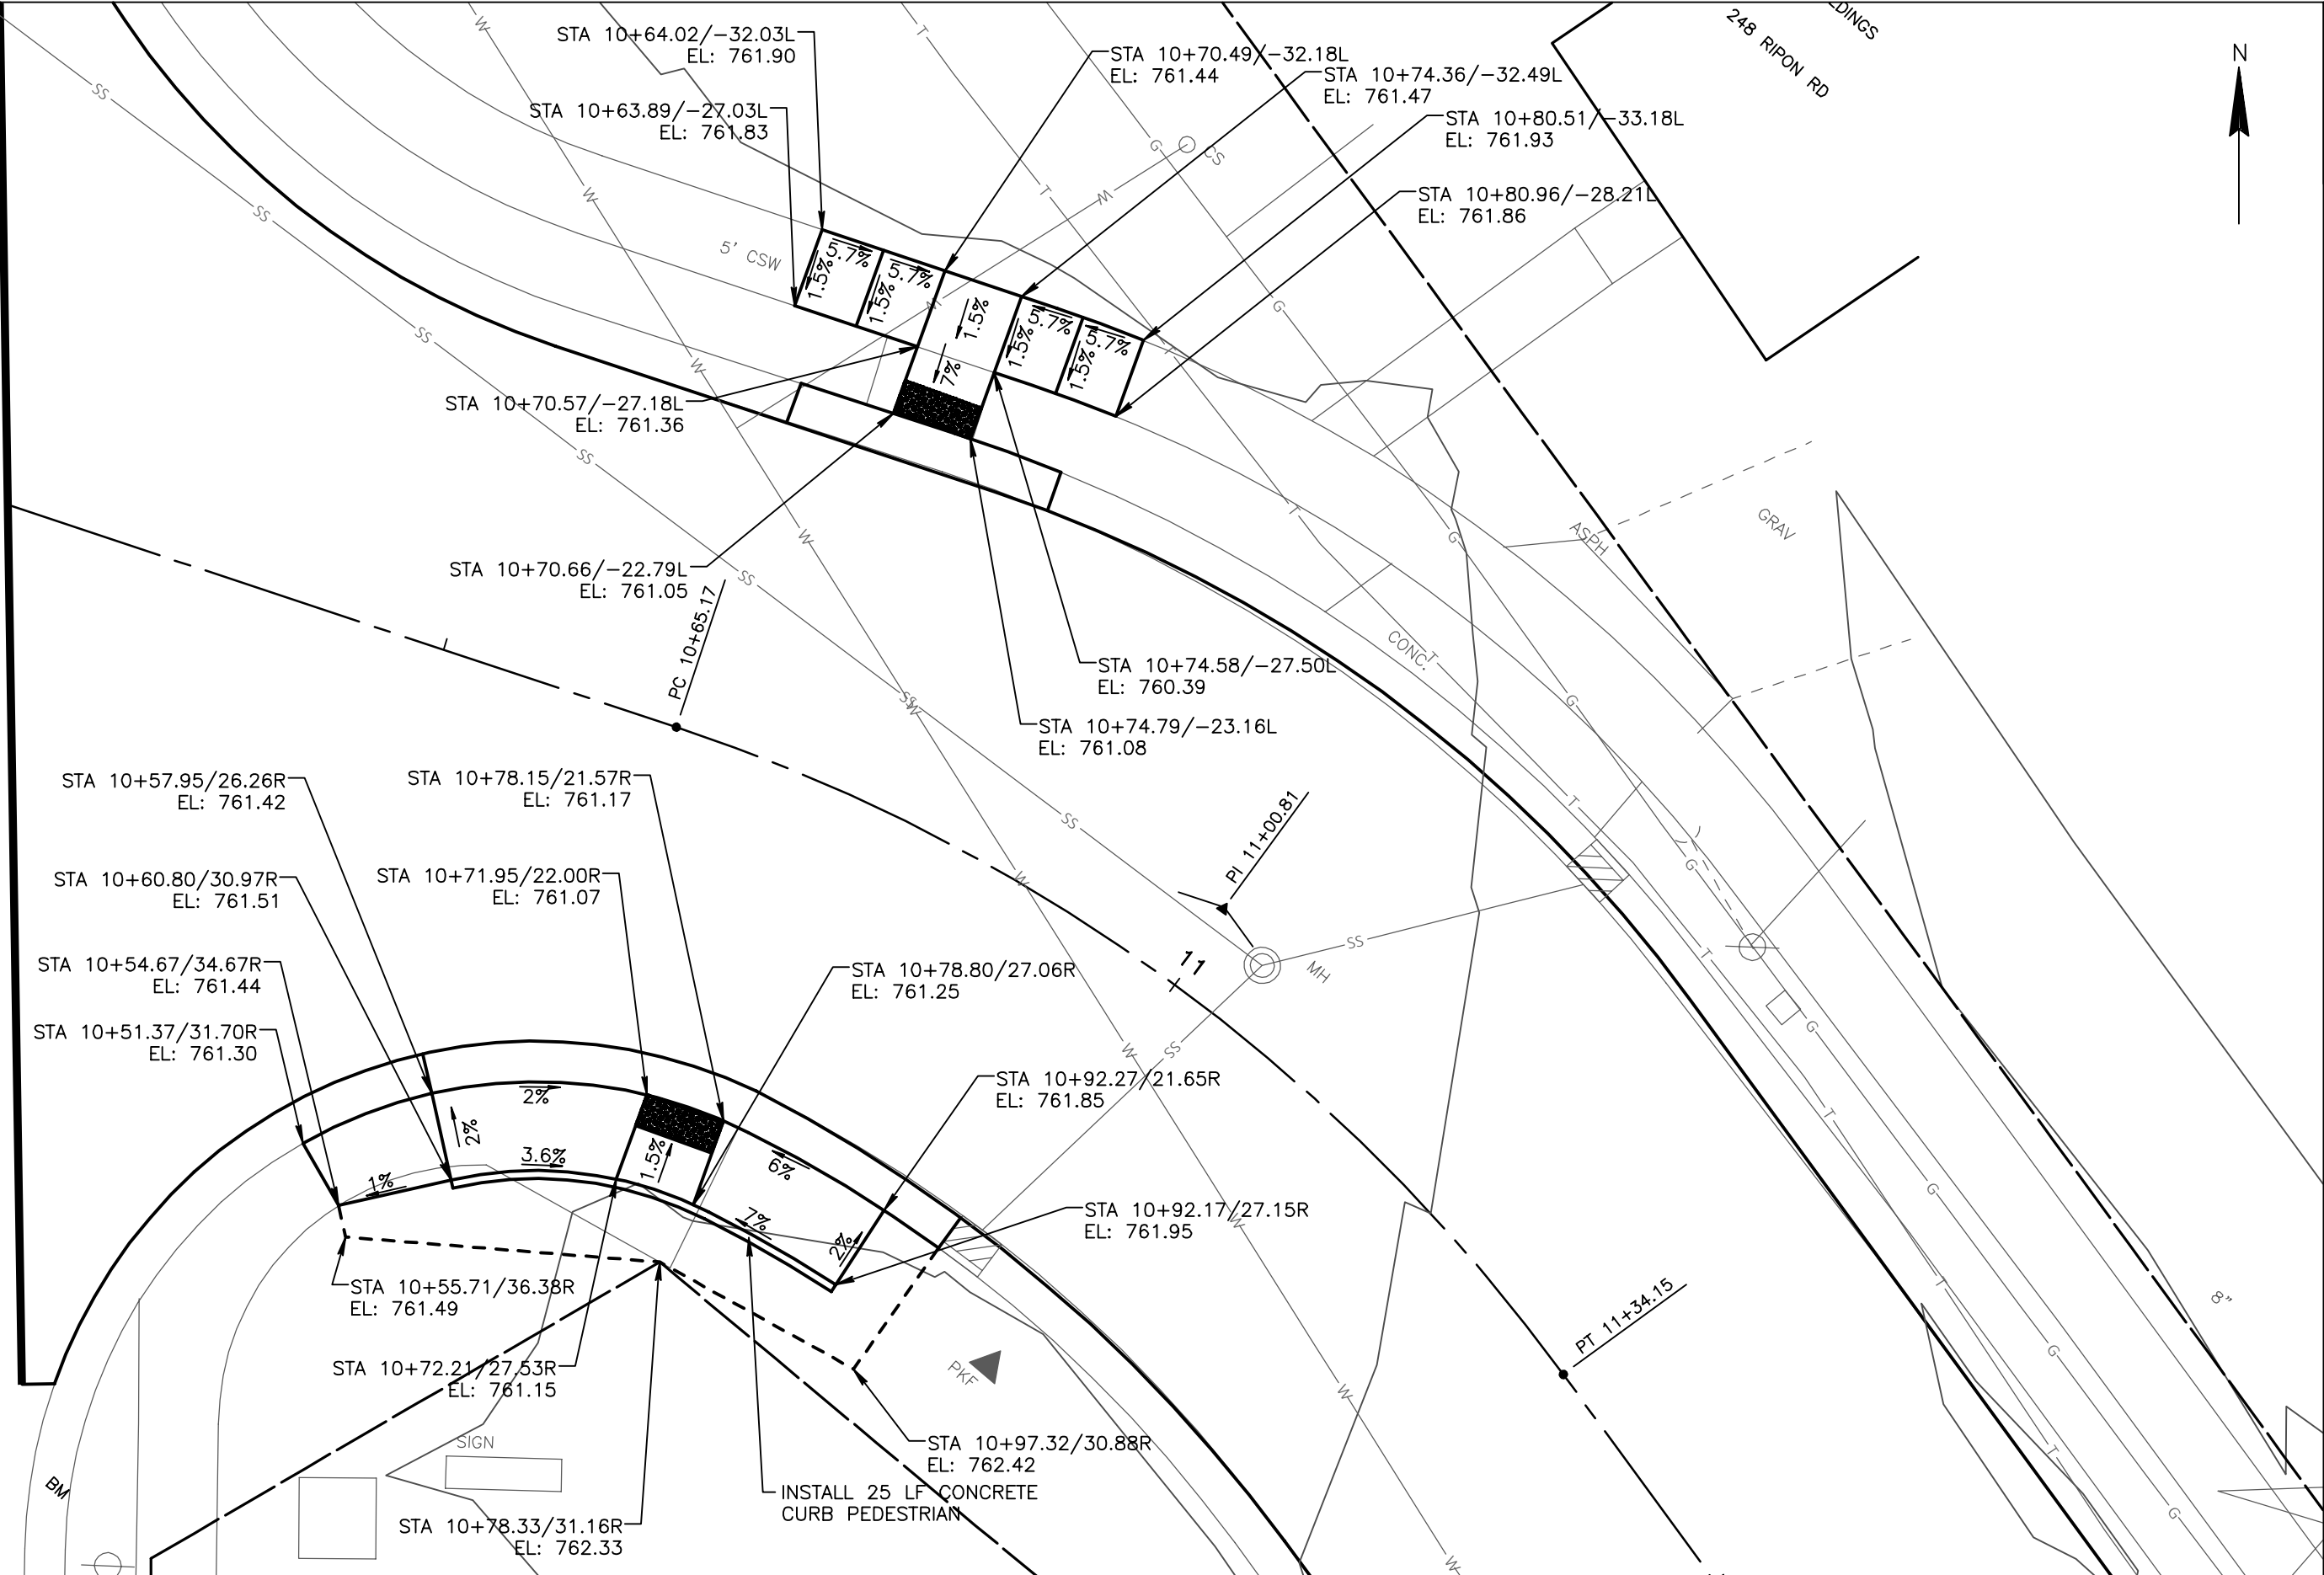 STA 10+64.02/-32.03L
EL: 761.90
STA 10+70.49/-32.18L
EL: 761.44
STA 10+74.36/-32.49L
EL: 761.47
STA 10+63.89/-27.03L
EL: 761.83
STA 10+80.51/-33.18L
EL: 761.93
STA 10+80.96/-28.21L
EL: 761.86
DINGS
248 RIPON RD
N
CS
5' CSW
5.7%
1.5%
5.7%
1.5%
1.5%
7%
5.7%
1.5%
5.7%
1.5%
STA 10+70.57/-27.18L
EL: 761.36
STA 10+70.66/-22.79L
EL: 761.05
PC 10+65.17
STA 10+74.58/-27.50L
EL: 760.39
STA 10+74.79/-23.16L
EL: 761.08
ASPH
GRAV
CONC.
STA 10+57.95/26.26R
EL: 761.42
STA 10+78.15/21.57R
EL: 761.17
STA 10+60.80/30.97R
EL: 761.51
STA 10+71.95/22.00R
EL: 761.07
STA 10+54.67/34.67R
EL: 761.44
STA 10+51.37/31.70R
EL: 761.30
STA 10+78.80/27.06R
EL: 761.25
PI 11+00.81
11
MH
STA 10+92.27/21.65R
EL: 761.85
2%
2%
3.6%
1%
1.5%
6%
7%
2%
STA 10+92.17/27.15R
EL: 761.95
STA 10+55.71/36.38R
EL: 761.49
STA 10+72.21/27.53R
EL: 761.15
PKF
PT 11+34.15
8"
STA 10+97.32/30.88R
EL: 762.42
SIGN
BM
INSTALL 25 LF CONCRETE
CURB PEDESTRIAN
STA 10+78.33/31.16R
EL: 762.33
SS
SS
SS
SS
SS
SS
SS
SS
SS
W
W
W
W
W
W
W
W
W
W
W
T
T
T
T
T
T
T
T
T
T
G
G
G
G
G
G
G
G
G
G